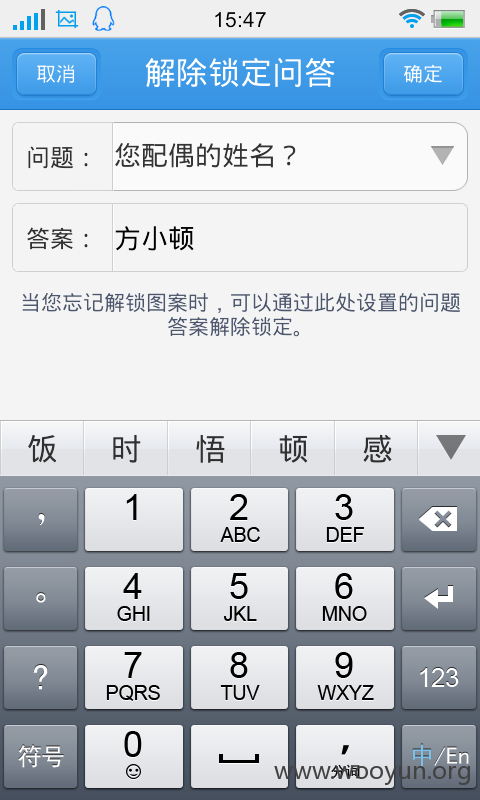 15:47
取消 解除锁定问答 确定
问题： 您配偶的姓名？
答案： 方小顿
当您忘记解锁图案时，可以通过此处设置的问题
答案解除锁定。
饭 时 悟 顿 感
， 1 2 ABC 3 DEF
。 4 GHI 5 JKL 6 MNO
? 7 PQRS 8 TUV 9 WXYZ 123
符号 0 , 分词 中/En
www.wooyun.org